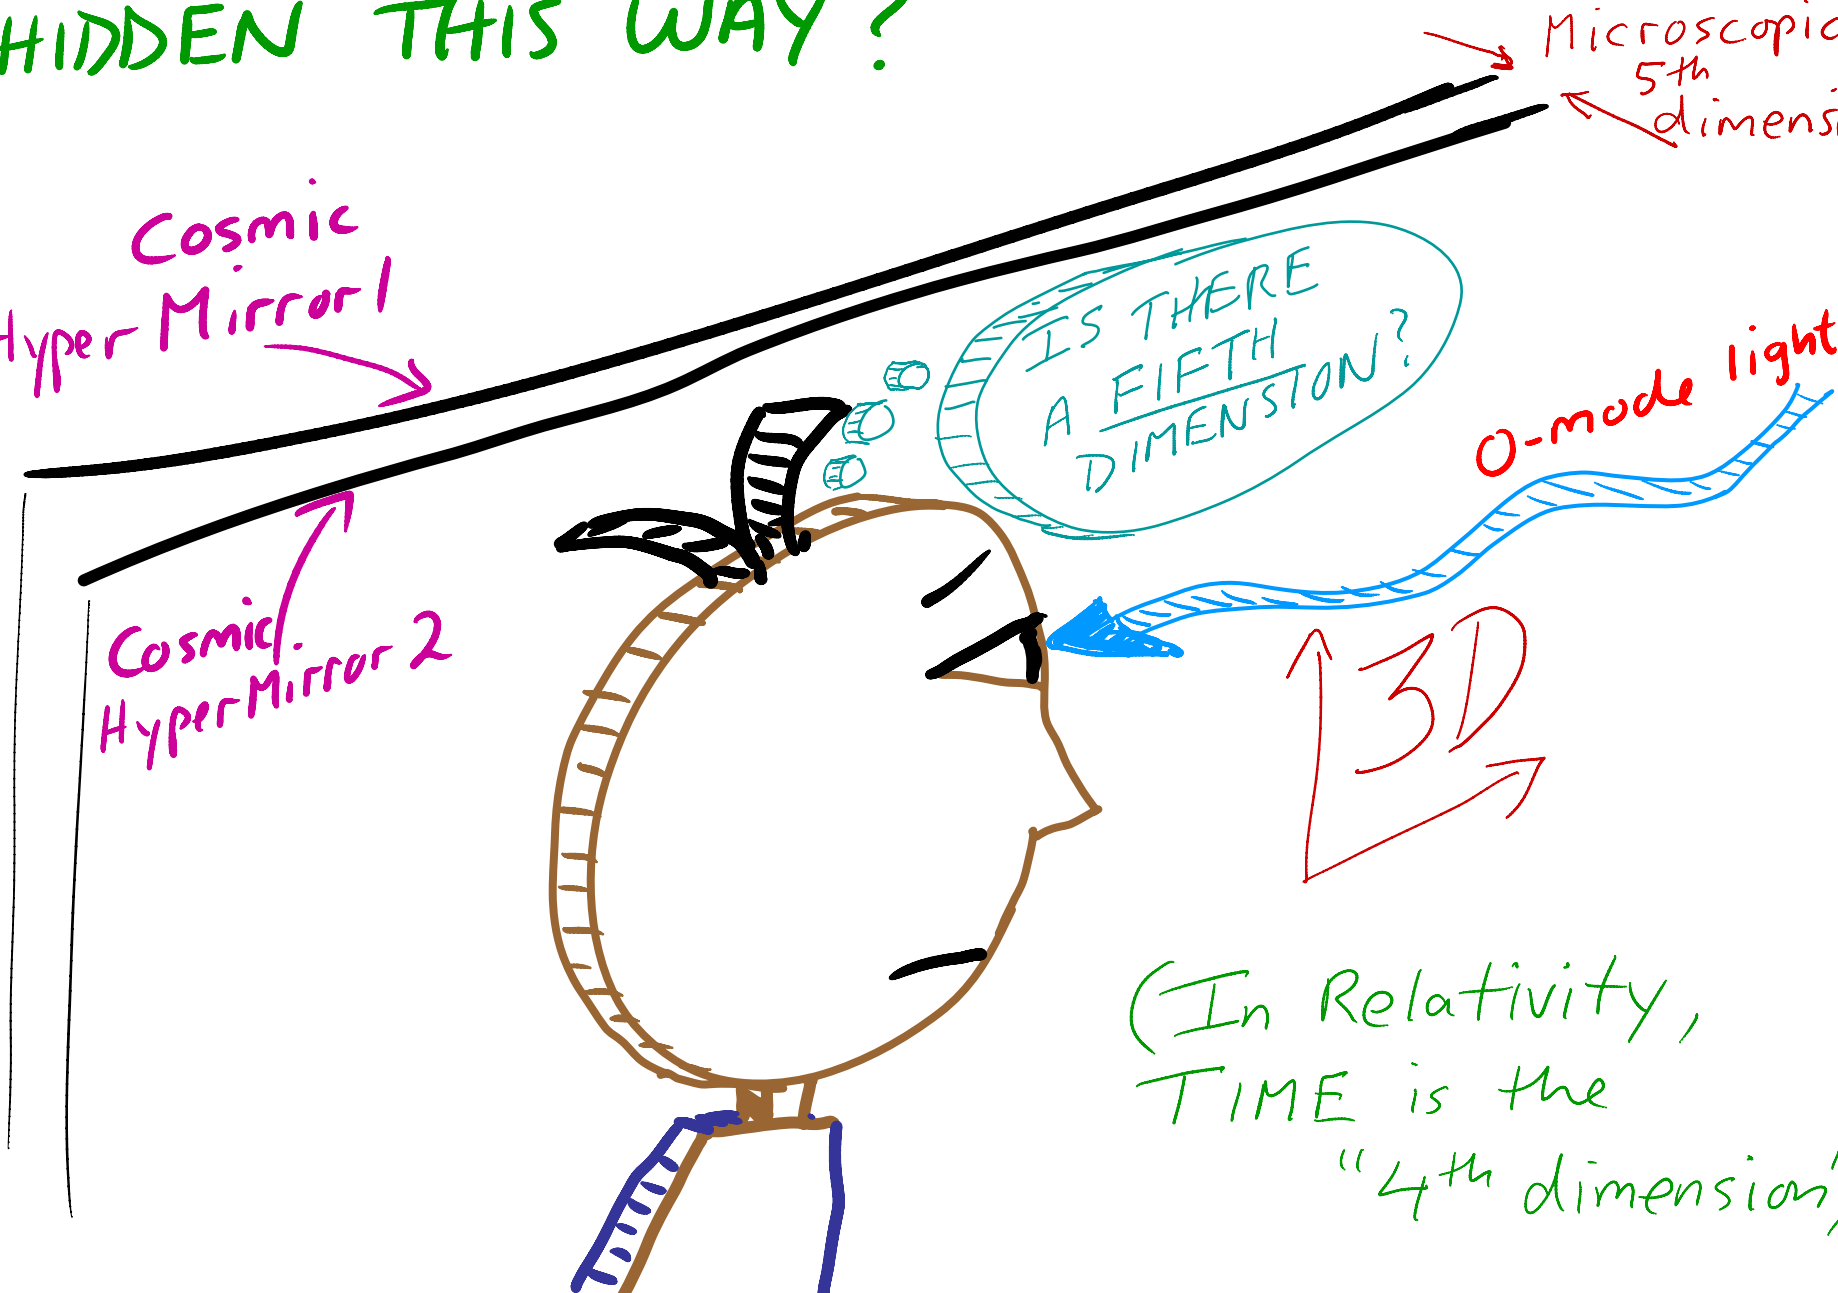 HIDDEN THIS WAY?
Microscopic
5th
dimensi
Cosmic
Hyper Mirror 1
IS THERE
A FIFTH
DIMENSION?
O-mode light
Cosmic
HyperMirror 2
3D
(In Relativity,
TIME is the
"4th dimension"